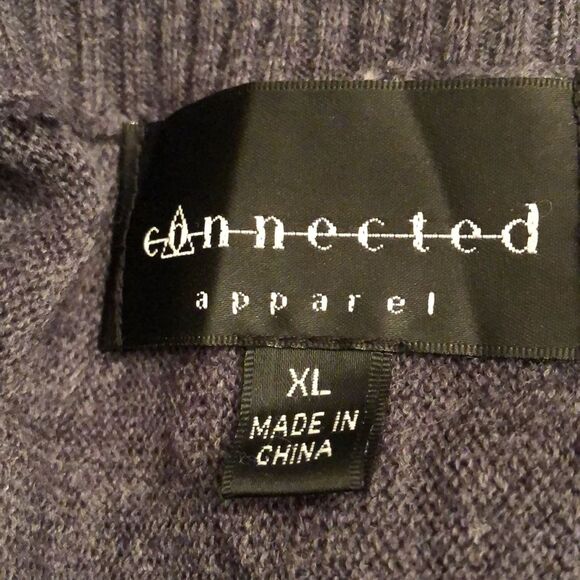 connected
apparel
XL
MADE IN
CHINA